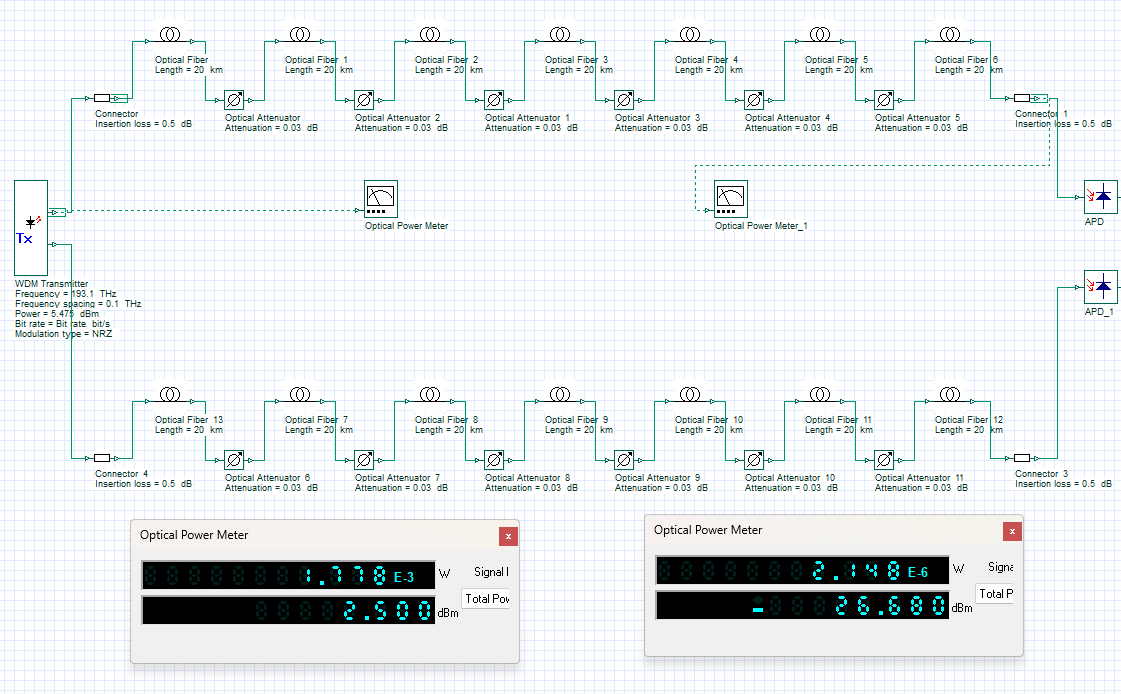 Optical Fiber
Length = 20 km
Optical Fiber 1
Length = 20 km
Optical Fiber 2
Length = 20 km
Optical Fiber 3
Length = 20 km
Optical Fiber 4
Length = 20 km
Optical Fiber 5
Length = 20 km
Optical Fiber 6
Length = 20 km
Connector
Insertion loss = 0.5 dB
Optical Attenuator
Attenuation = 0.03 dB
Optical Attenuator 2
Attenuation = 0.03 dB
Optical Attenuator 1
Attenuation = 0.03 dB
Optical Attenuator 3
Attenuation = 0.03 dB
Optical Attenuator 4
Attenuation = 0.03 dB
Optical Attenuator 5
Attenuation = 0.03 dB
Connector 1
Insertion loss = 0.5 dB
Tx
Optical Power Meter
Optical Power Meter_1
APD
WDM Transmitter
Frequency = 193.1 THz
Frequency spacing = 0.1 THz
Power = 5.475 dBm
Bit rate = Bit rate bit/s
Modulation type = NRZ
APD_1
Optical Fiber 13
Length = 20 km
Optical Fiber 7
Length = 20 km
Optical Fiber 8
Length = 20 km
Optical Fiber 9
Length = 20 km
Optical Fiber 10
Length = 20 km
Optical Fiber 11
Length = 20 km
Optical Fiber 12
Length = 20 km
Connector 4
Insertion loss = 0.5 dB
Optical Attenuator 6
Attenuation = 0.03 dB
Optical Attenuator 7
Attenuation = 0.03 dB
Optical Attenuator 8
Attenuation = 0.03 dB
Optical Attenuator 9
Attenuation = 0.03 dB
Optical Attenuator 10
Attenuation = 0.03 dB
Optical Attenuator 11
Attenuation = 0.03 dB
Connector 3
Insertion loss = 0.5 dB
Optical Power Meter
x
1.778 E-3 W
Signal I
2.500 dBm
Total Pow
Optical Power Meter
x
2.148 E-6 W
Signa
-26.680 dBm
Total P